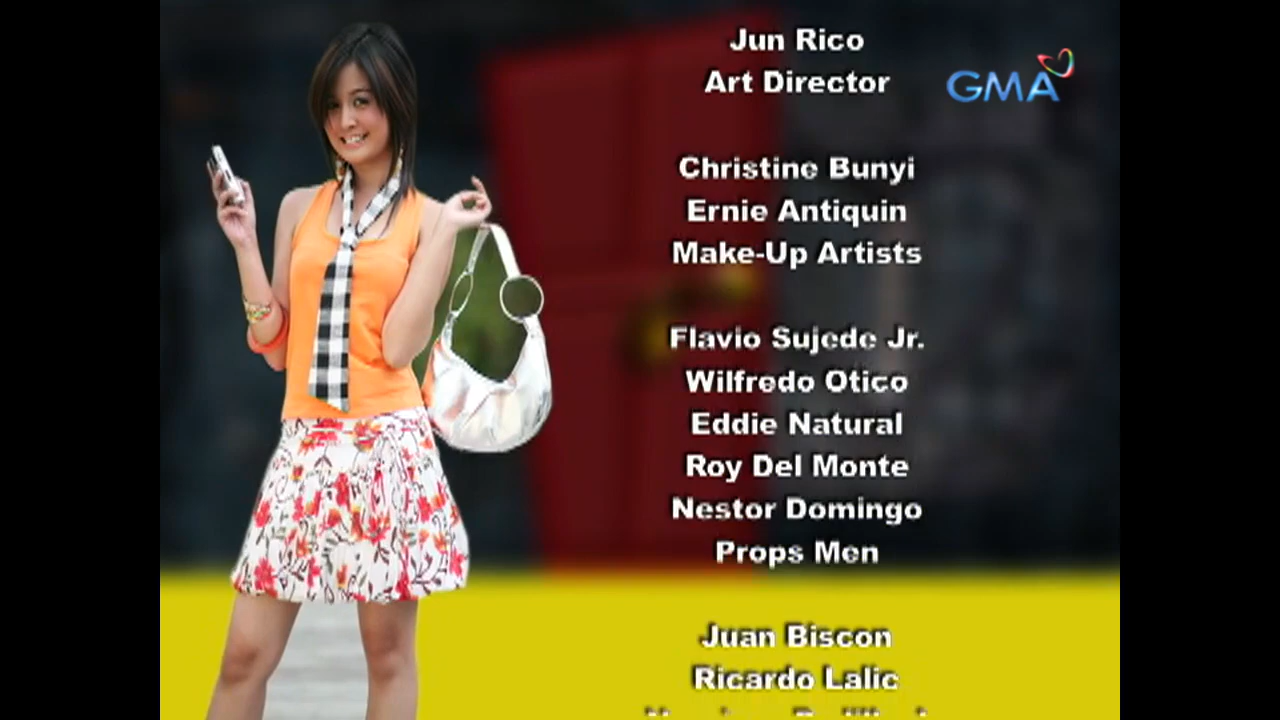 Jun Rico
Art Director
GMA
Christine Bunyi
Ernie Antiquin
Make-Up Artists
Flavio Sujede Jr.
Wilfredo Otico
Eddie Natural
Roy Del Monte
Nestor Domingo
Props Men
Juan Biscon
Ricardo Lalic